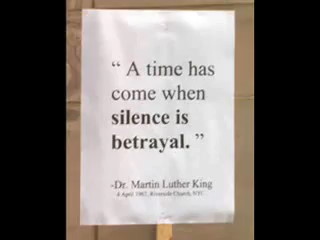 “ A time has
come when
silence is
betrayal. ”
-Dr. Martin Luther King
4 April 1967, Riverside Church, NYC